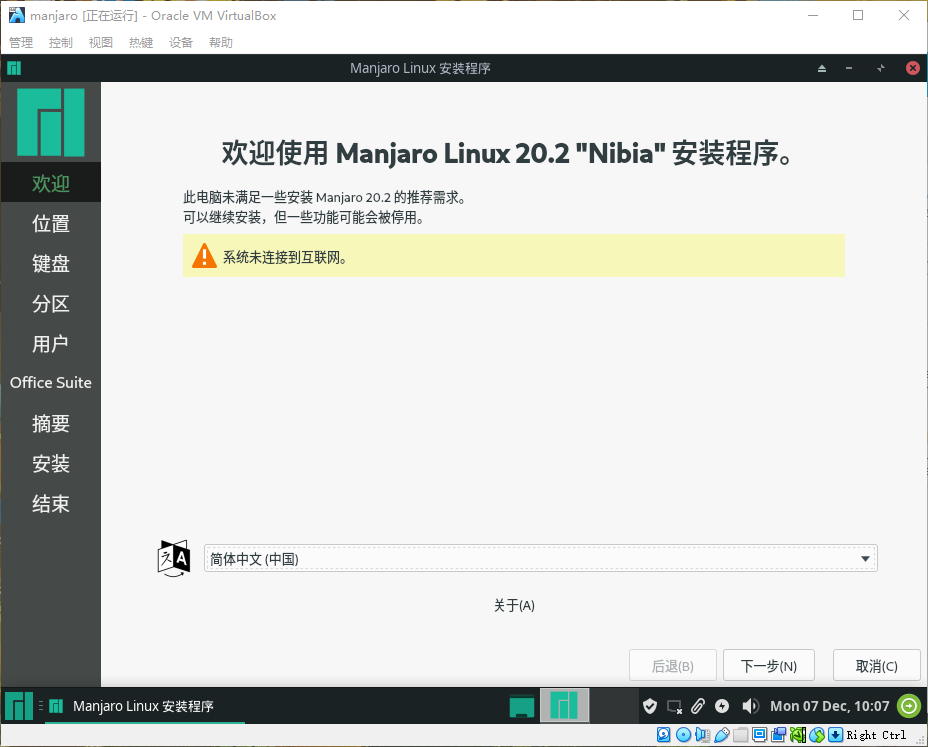 manjaro [正在运行] - Oracle VM VirtualBox
管理 控制 视图 热键 设备 帮助
Manjaro Linux 安装程序
欢迎
位置
键盘
分区
用户
Office Suite
摘要
安装
结束
欢迎使用 Manjaro Linux 20.2 "Nibia" 安装程序。
此电脑未满足一些安装 Manjaro 20.2 的推荐需求。
可以继续安装，但一些功能可能会被停用。
系统未连接到互联网。
简体中文 (中国)
关于(A)
后退(B) 下一步(N) 取消(C)
Manjaro Linux 安装程序 Mon 07 Dec, 10:07
Right Ctrl